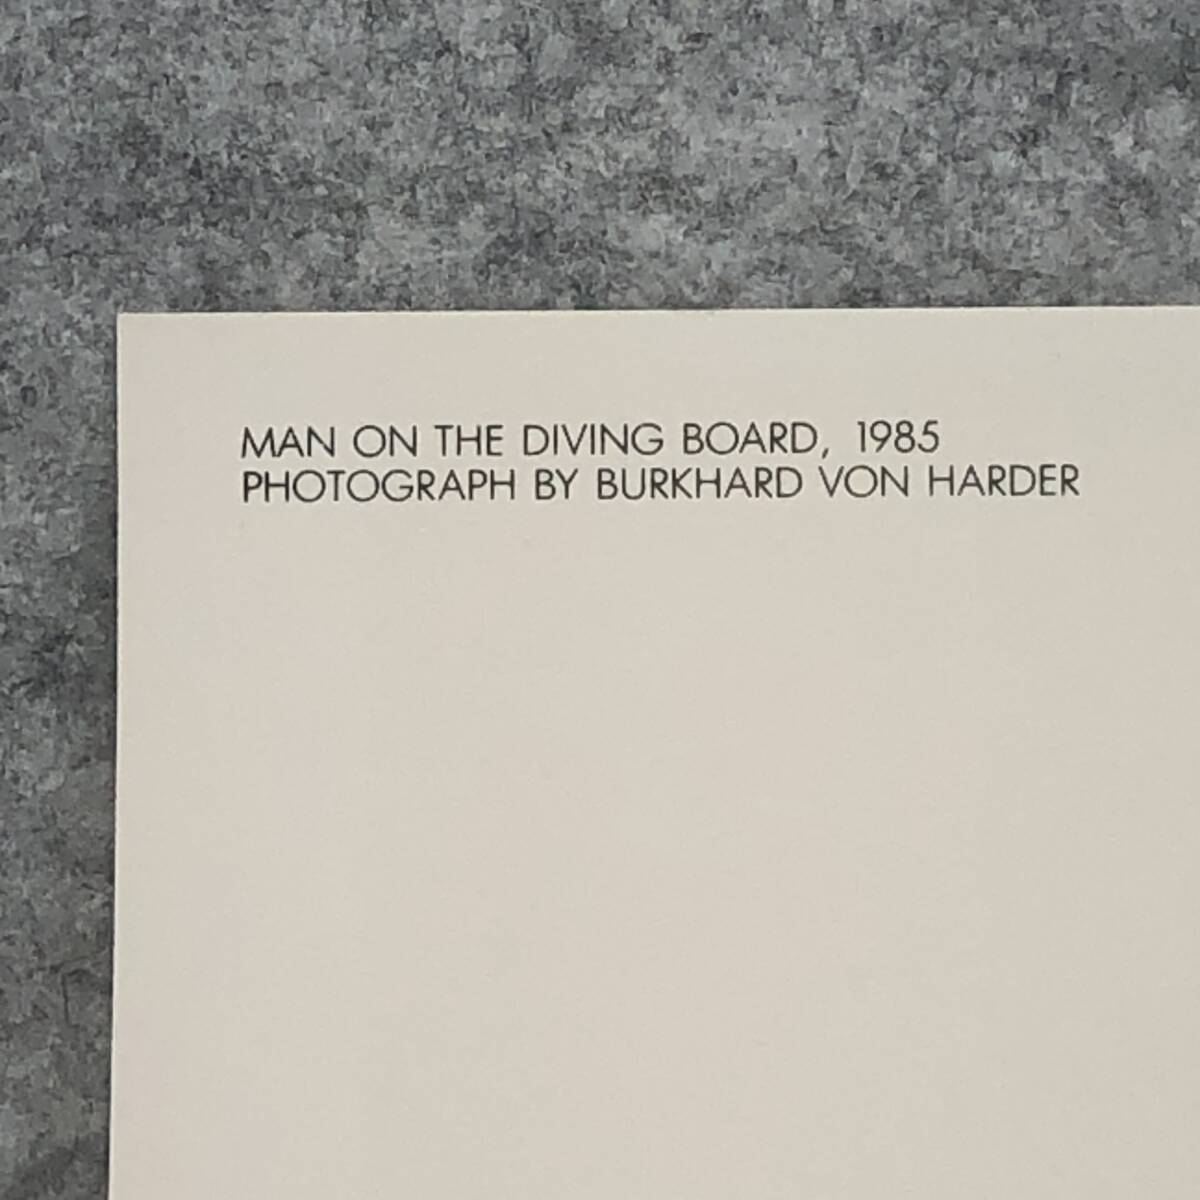 MAN ON THE DIVING BOARD, 1985
PHOTOGRAPH BY BURKHARD VON HARDER